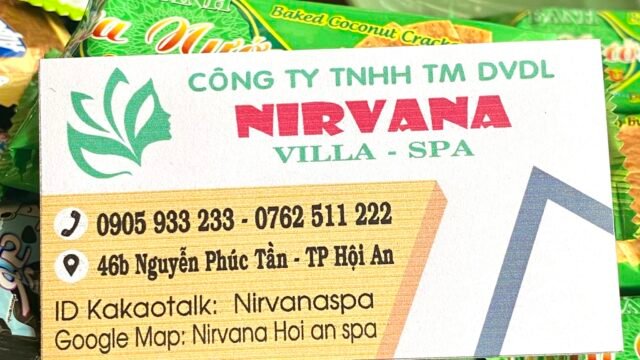 Baked Coconut Crack
CÔNG TY TNHH TM DVDL
NIRVANA
VILLA - SPA
0905 933 233 - 0762 511 222
46b Nguyễn Phúc Tần - TP Hội An
ID Kakaotalk: Nirvanaspa
Google Map: Nirvana Hoi an spa